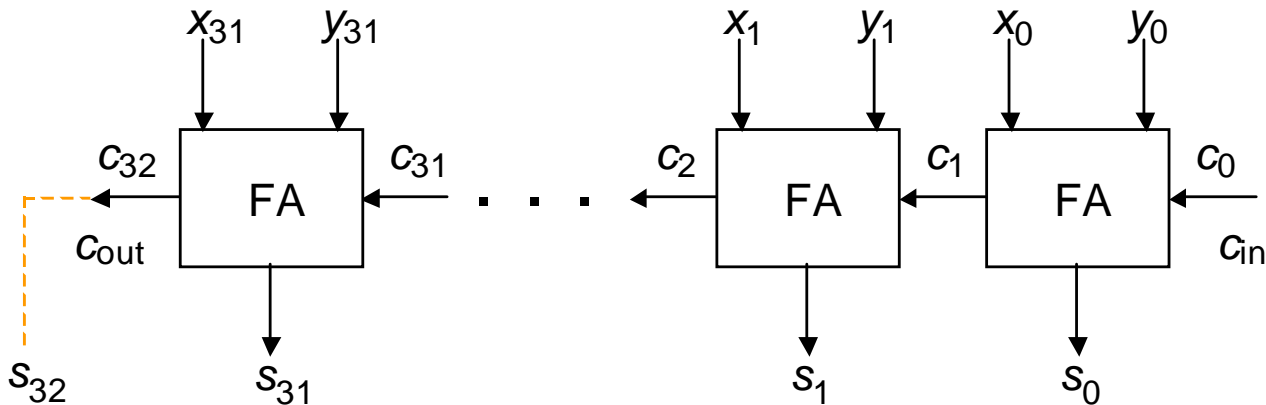 x31 y31 x1 y1 x0 y0
c32 c31 . . . c2 c1 c0
FA FA FA
cout cin
s32 s31 s1 s0